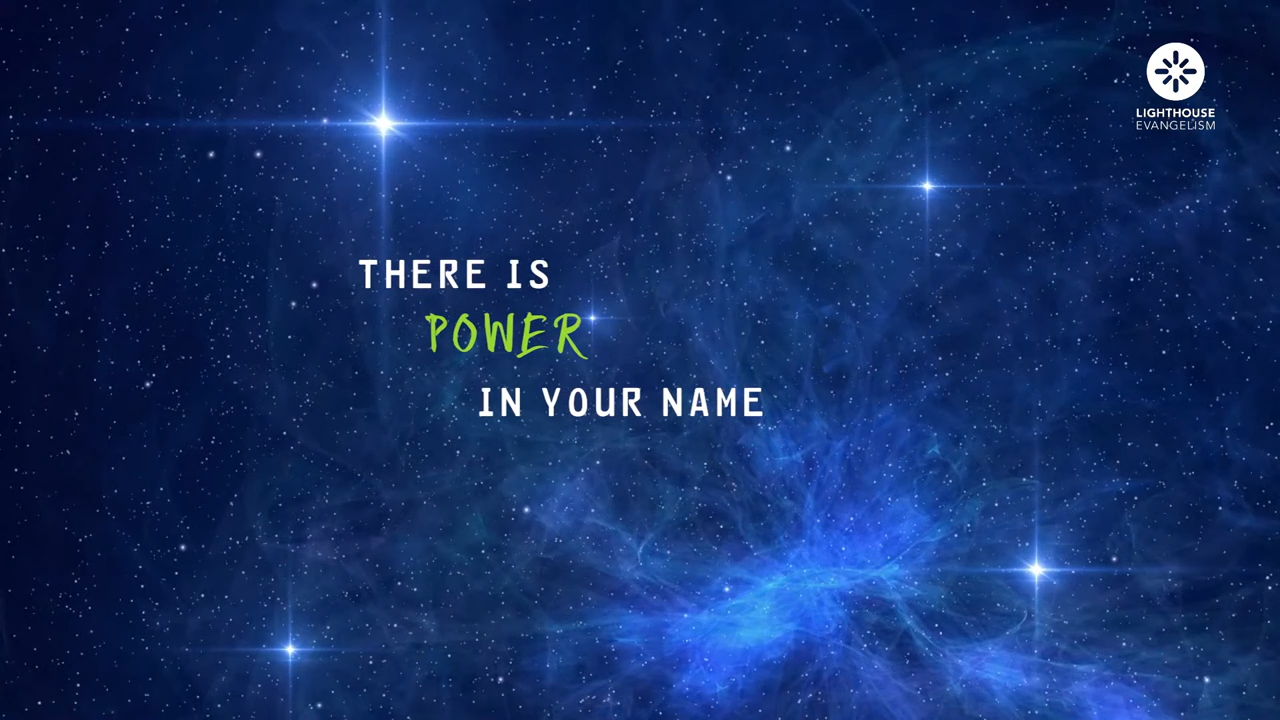 LIGHTHOUSE
EVANGELISM
THERE IS
POWER
IN YOUR NAME